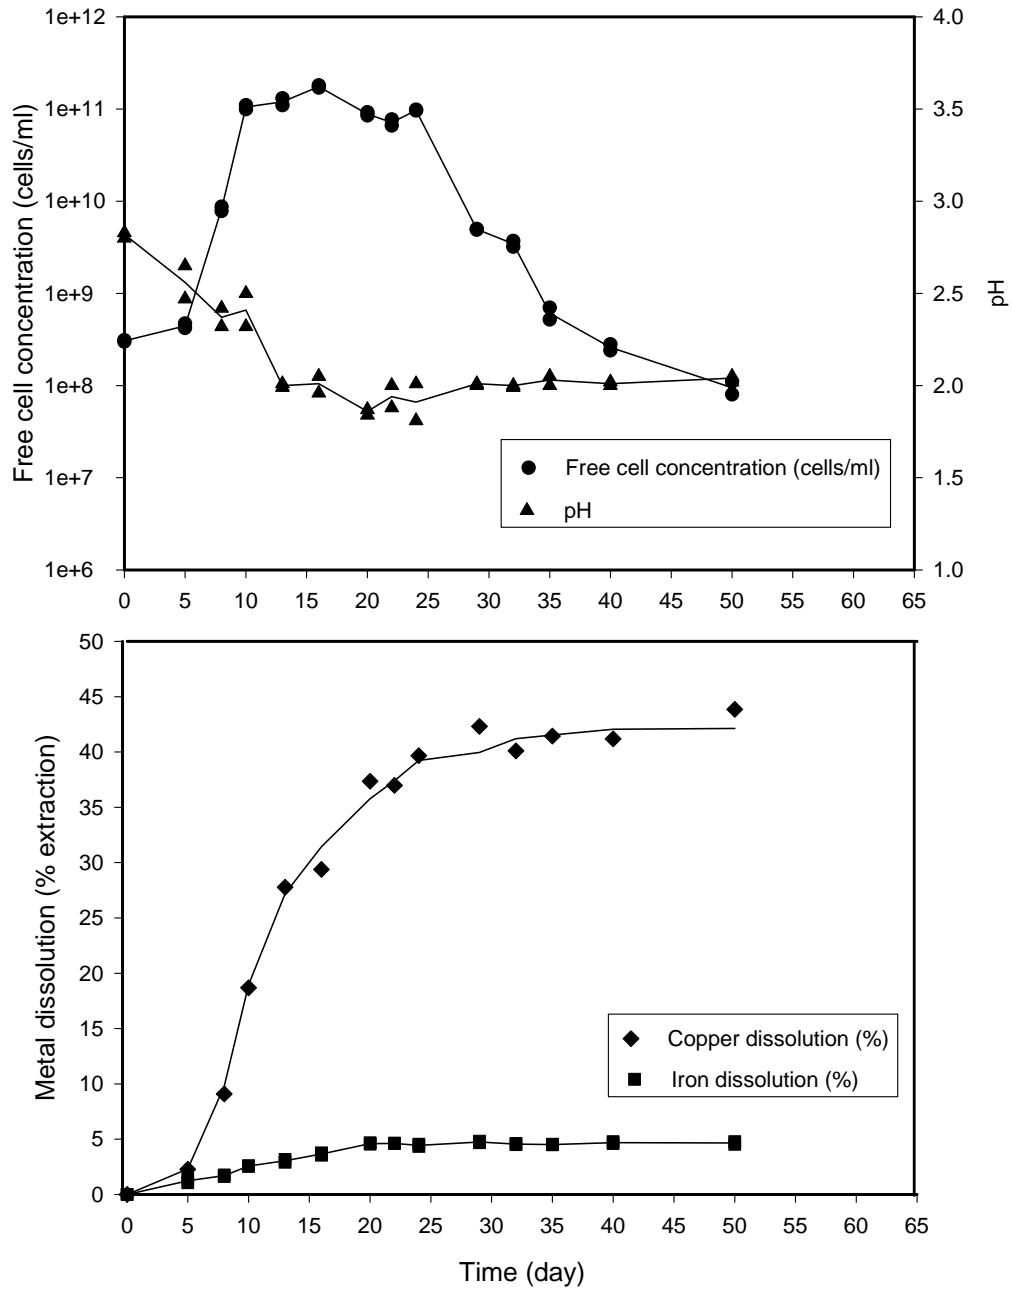 1e+12
1e+11
1e+10
1e+9
1e+8
1e+7
1e+6
Free cell concentration (cells/ml)
4.0
3.5
3.0
2.5
2.0
1.5
1.0
pH
Free cell concentration (cells/ml)
pH
0 5 10 15 20 25 30 35 40 45 50 55 60 65
50
45
40
35
30
25
20
15
10
5
0
Metal dissolution (% extraction)
Copper dissolution (%)
Iron dissolution (%)
0 5 10 15 20 25 30 35 40 45 50 55 60 65
Time (day)